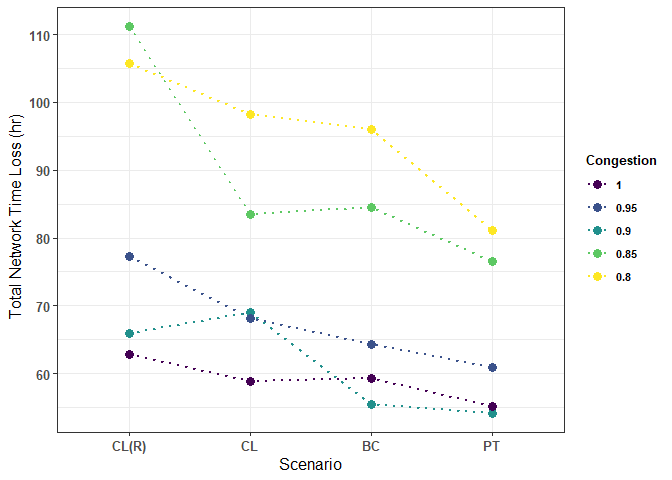 Total Network Time Loss (hr)
110
100
90
80
70
60
CL(R) CL BC PT
Scenario
Congestion
1
0.95
0.9
0.85
0.8